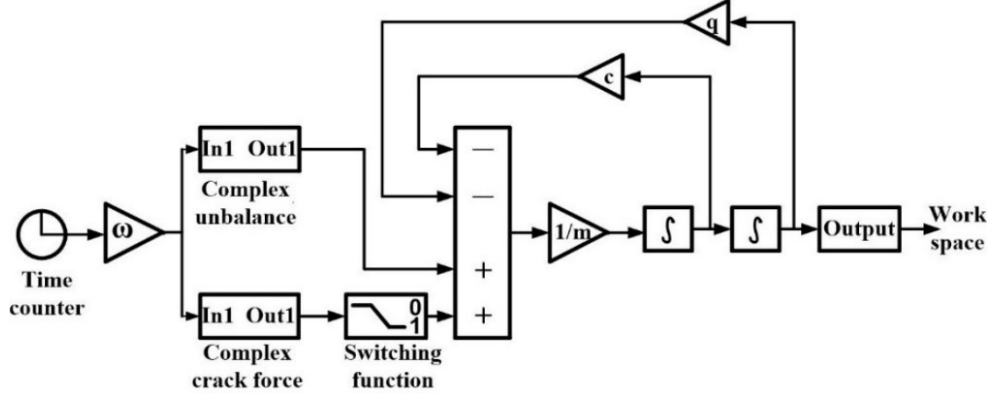 q
c
In1 Out1
Complex
unbalance
—
—
+
+
ω
Time
counter
1/m
∫
∫
Output
Work
space
In1 Out1
Complex
crack force
0
1
Switching
function